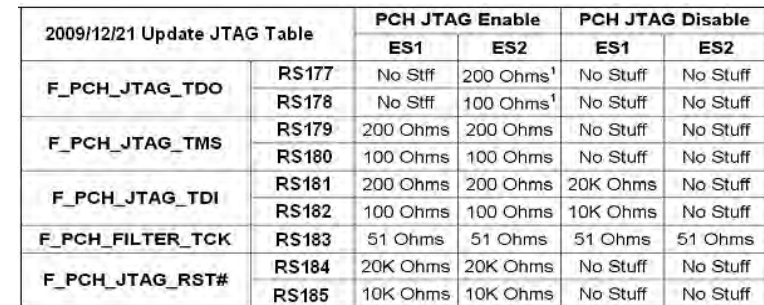 2009/12/21 Update JTAG Table PCH JTAG Enable PCH JTAG Disable
ES1 ES2 ES1 ES2
F_PCH_JTAG_TDO RS177 No Stff 200 Ohms¹ No Stuff No Stuff
RS178 No Stff 100 Ohms¹ No Stuff No Stuff
F_PCH_JTAG_TMS RS179 200 Ohms 200 Ohms No Stuff No Stuff
RS180 100 Ohms 100 Ohms No Stuff No Stuff
F_PCH_JTAG_TDI RS181 200 Ohms 200 Ohms 20K Ohms No Stuff
RS182 100 Ohms 100 Ohms 10K Ohms No Stuff
F_PCH_FILTER_TCK RS183 51 Ohms 51 Ohms 51 Ohms 51 Ohms
F_PCH_JTAG_RST# RS184 20K Ohms 20K Ohms No Stuff No Stuff
RS185 10K Ohms 10K Ohms No Stuff No Stuff